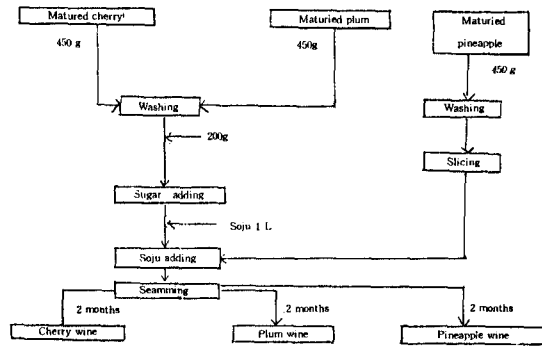 Matured cherry
Maturied plum
Maturied
pineapple
450 g
450g
450 g
Washing
Washing
200g
Slicing
Sugar adding
Soju 1 L
Soju adding
Seamming
2 months
2 months
2 months
Cherry wine
Plum wine
Pineapple wine